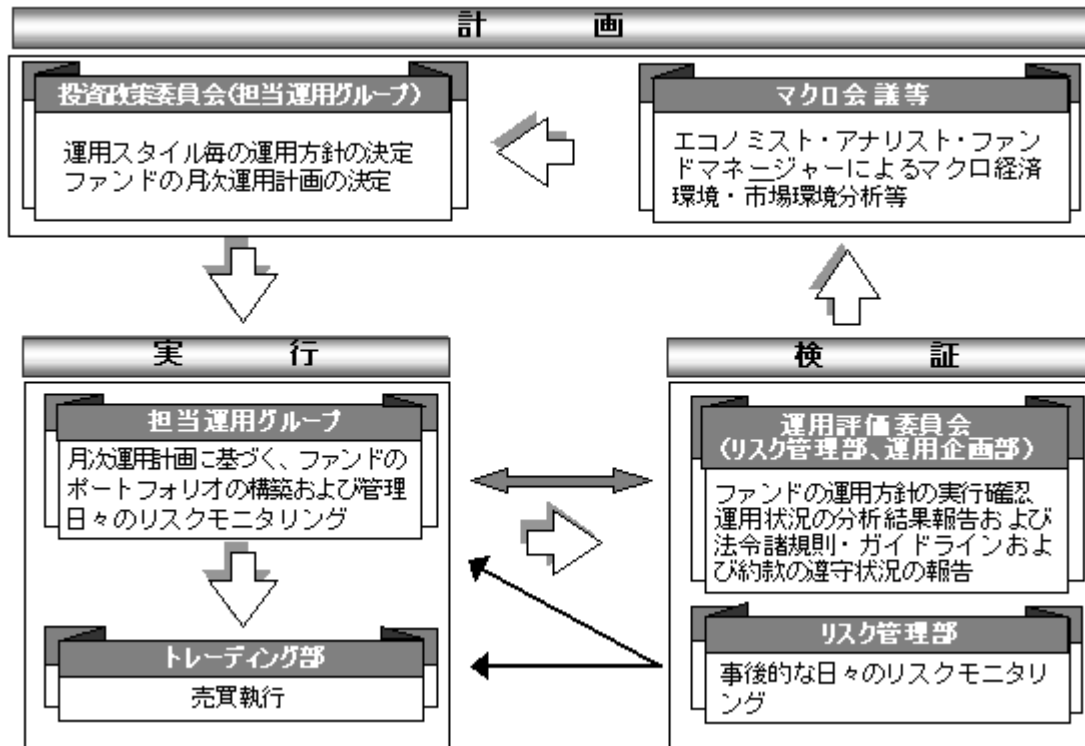 計 画
投資政策委員会(担当運用グループ)
運用スタイル毎の運用方針の決定
ファンドの月次運用計画の決定
マクロ会議等
エコノミスト・アナリスト・ファン
ドマネージャーによるマクロ経済
環境・市場環境分析等
実 行
担当運用グループ
月次運用計画に基づく、ファンドの
ポートフォリオの構築および管理
日々のリスクモニタリング
トレーディング部
売買執行
検 証
運用評価委員会
(リスク管理部、運用企画部)
ファンドの運用方針の実行確認
運用状況の分析結果報告および
法令諸規則・ガイドラインおよ
び約款の遵守状況の報告
リスク管理部
事後的な日々のリスクモニタリ
ング